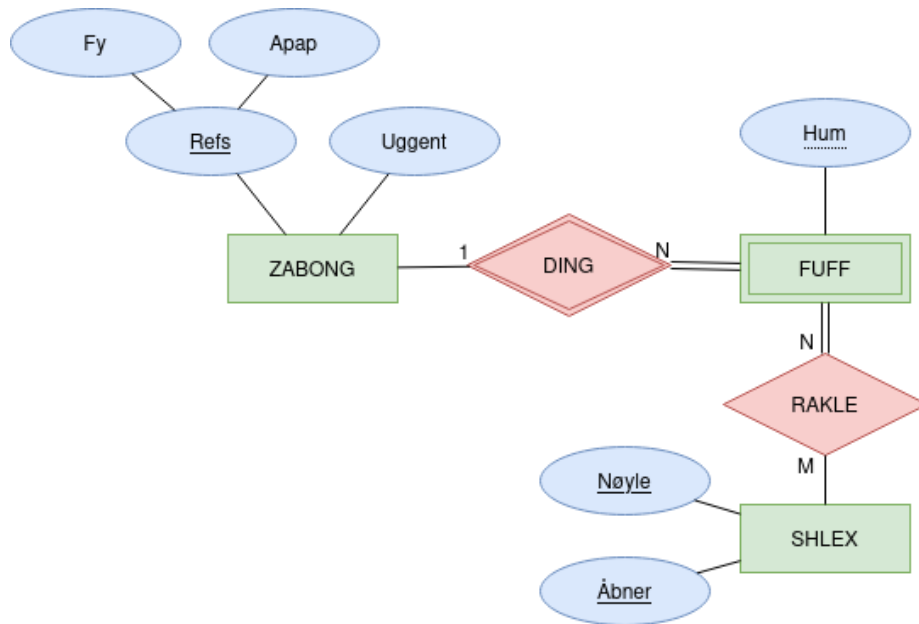 Fy
Apap
Refs
Uggent
Hum
ZABONG
1
DING
N
FUFF
N
RAKLE
M
Nøyle
SHLEX
Åbner